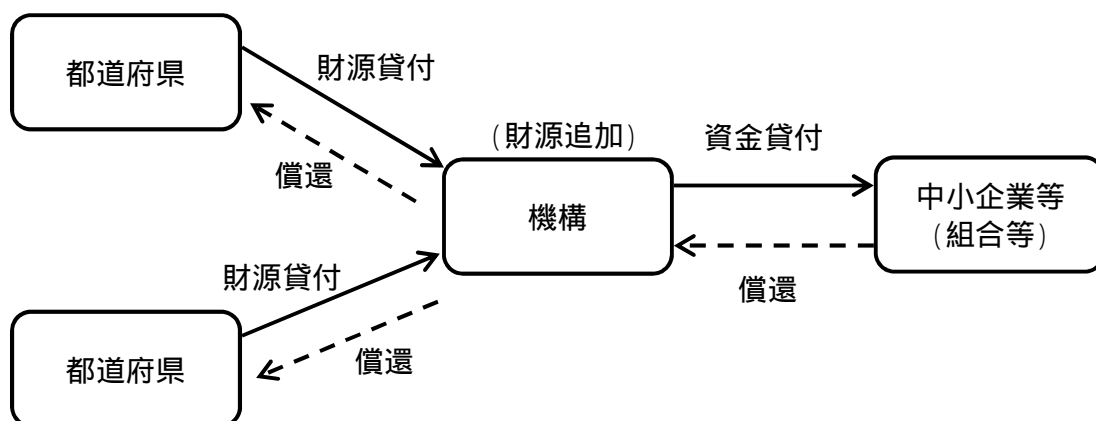 都道府県
財源貸付
(財源追加)
資金貸付
償還
機構
中小企業等
(組合等)
財源貸付
償還
都道府県
償還